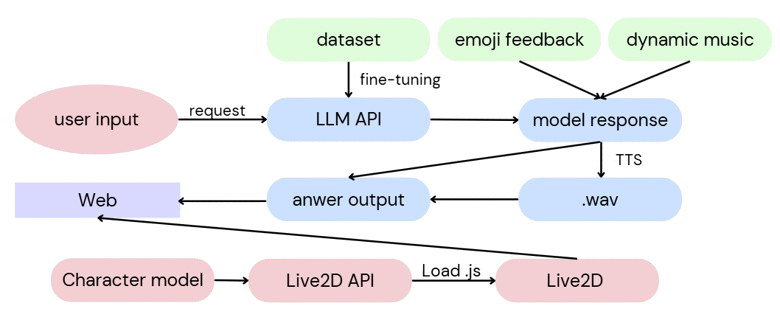 dataset
emoji feedback
dynamic music
fine-tuning
user input
request
LLM API
model response
TTS
Web
anwer output
.wav
Character model
Live2D API
Load .js
Live2D